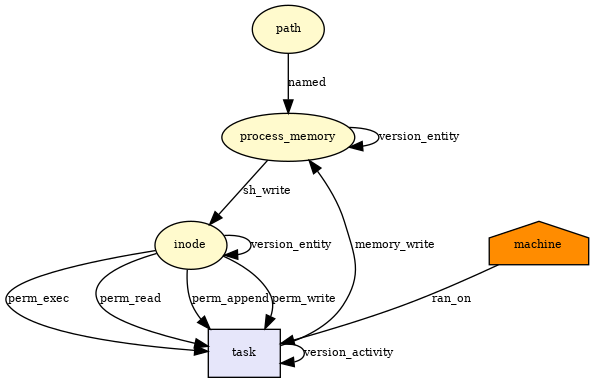 path
named
process_memory
version_entity
sh_write
inode
version_entity
memory_write
machine
perm_exec
perm_read
perm_append
perm_write
ran_on
task
version_activity